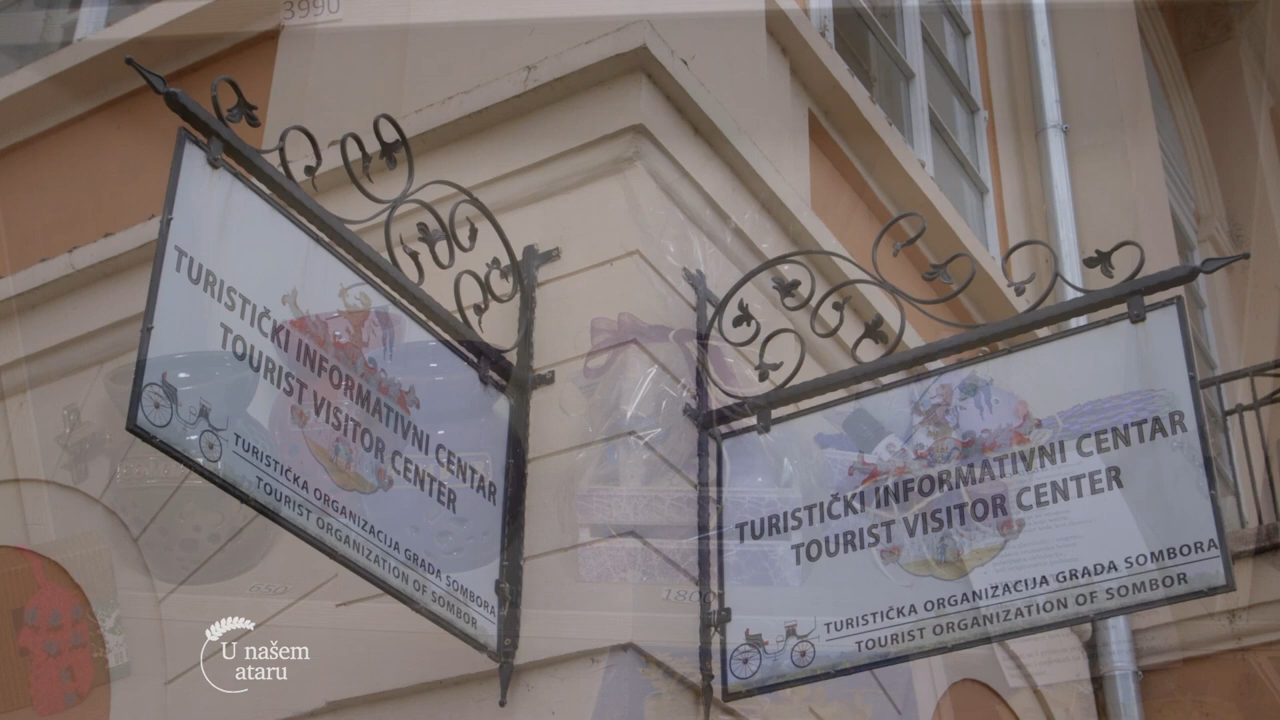 3990
TURISTIČKI INFORMATIVNI CENTAR
TOURIST VISITOR CENTER
TURISTIČKA ORGANIZACIJA GRADA SOMBORA
TOURIST ORGANIZATION OF SOMBOR
TURISTIČKI INFORMATIVNI CENTAR
TOURIST VISITOR CENTER
TURISTIČKA ORGANIZACIJA GRADA SOMBORA
TOURIST ORGANIZATION OF SOMBOR
650
1800
U našem
ataru